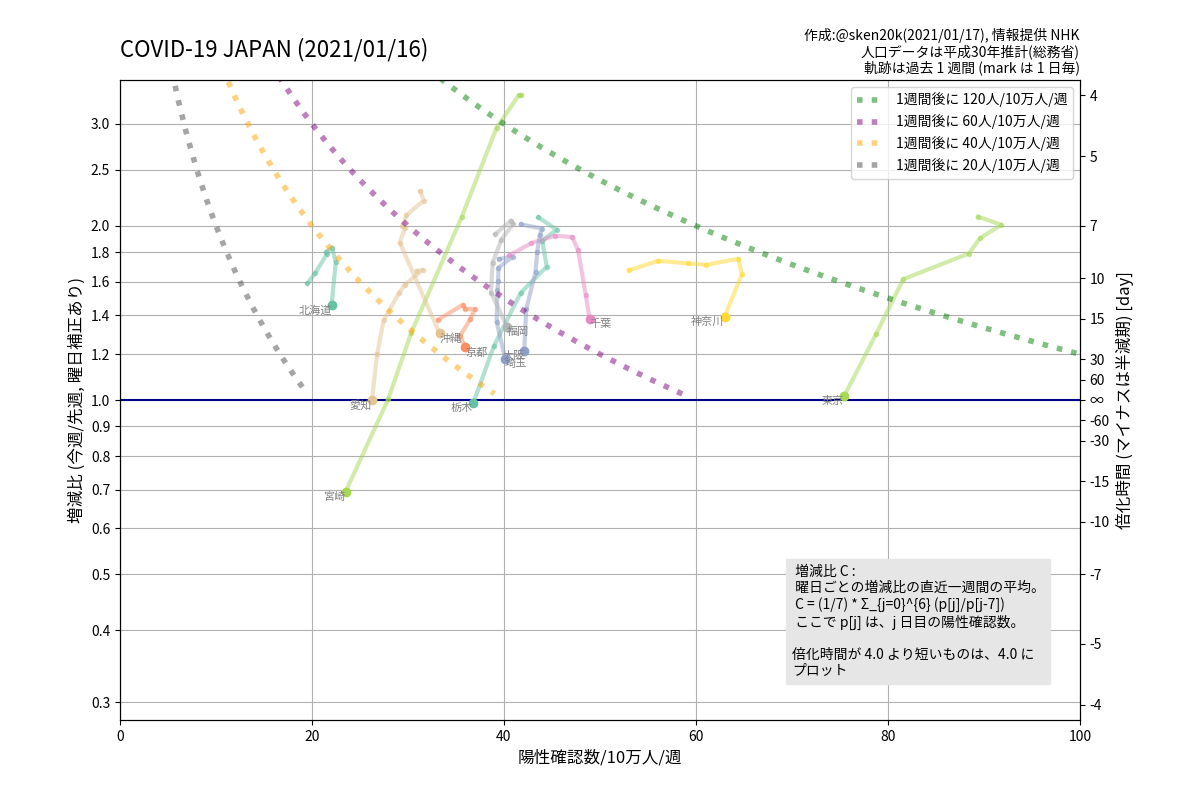 COVID-19 JAPAN (2021/01/16)
作成:@sken20k(2021/01/17), 情報提供 NHK
人口データは平成30年推計(総務省)
軌跡は過去 1 週間 (mark は 1 日毎)
1週間後に 120人/10万人/週
1週間後に 60人/10万人/週
1週間後に 40人/10万人/週
1週間後に 20人/10万人/週
増減比 (今週/先週, 曜日補正あり)
3.0
2.5
2.0
1.8
1.6
1.4
1.2
1.0
0.9
0.8
0.7
0.6
0.5
0.4
0.3
北海道
沖縄
京都
福岡
大阪
埼玉
千葉
神奈川
愛知
栃木
東京
宮崎
4
5
7
10
15
30
60
∞
-60
-30
-15
-10
-7
-5
-4
倍化時間 (マイナスは半減期) [day]
増減比 C :
曜日ごとの増減比の直近一週間の平均。
C = (1/7) * Σ_{j=0}^{6} (p[j]/p[j-7])
ここで p[j] は、j 日目の陽性確認数。
倍化時間が 4.0 より短いものは、4.0 に
プロット
0 20 40 60 80 100
陽性確認数/10万人/週